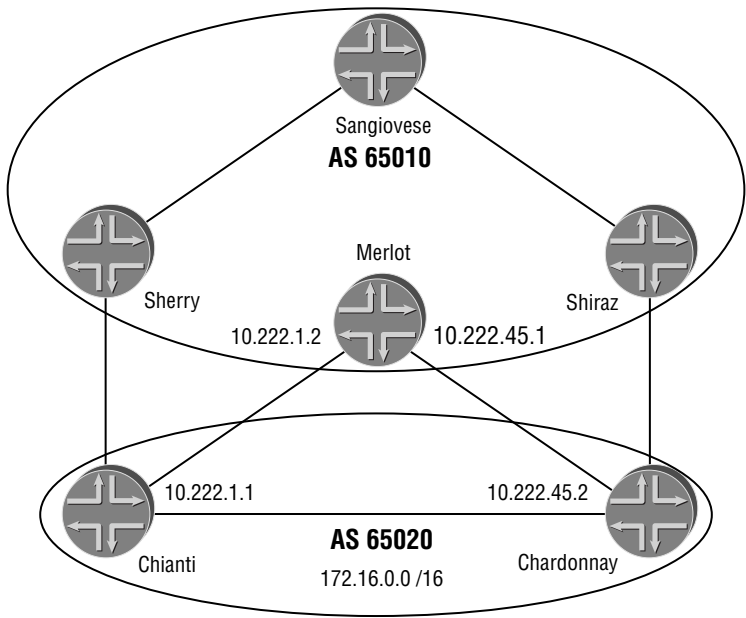 Sangiovese
AS 65010
Merlot
Sherry
Shiraz
10.222.1.2
10.222.45.1
10.222.1.1
10.222.45.2
AS 65020
Chianti
Chardonnay
172.16.0.0 /16